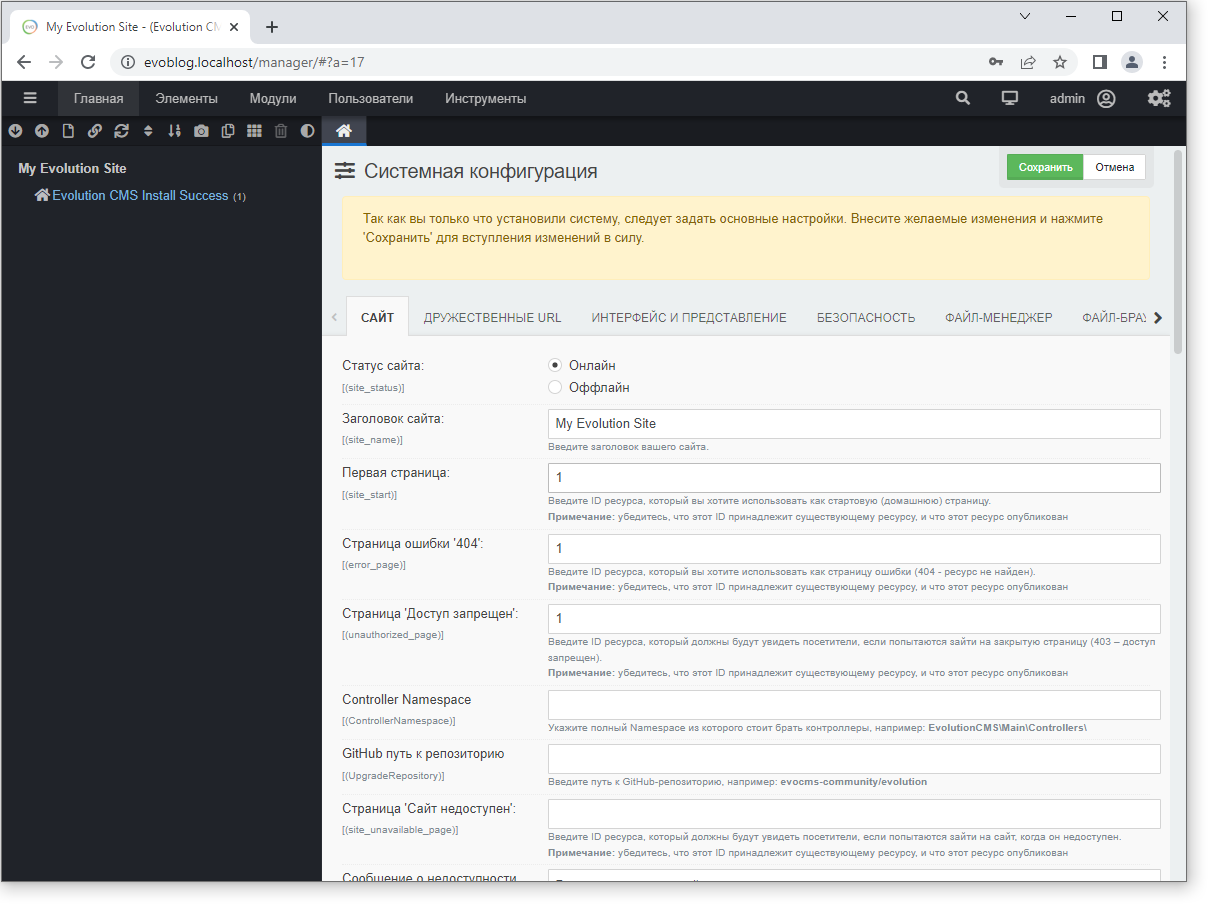 My Evolution Site - (Evolution CM
evoblog.localhost/manager/#?a=17
Главная Элементы Модули Пользователи Инструменты admin
My Evolution Site
Evolution CMS Install Success (1)
Системная конфигурация
Сохранить Отмена
Так как вы только что установили систему, следует задать основные настройки. Внесите желаемые изменения и нажмите
'Сохранить' для вступления изменений в силу.
САЙТ ДРУЖЕСТВЕННЫЕ URL ИНТЕРФЕЙС И ПРЕДСТАВЛЕНИЕ БЕЗОПАСНОСТЬ ФАЙЛ-МЕНЕДЖЕР ФАЙЛ-БРАУ
Статус сайта:
[(site_status)]
Онлайн
Оффлайн
Заголовок сайта:
[(site_name)]
My Evolution Site
Введите заголовок вашего сайта.
Первая страница:
[(site_start)]
1
Введите ID ресурса, который вы хотите использовать как стартовую (домашнюю) страницу.
Примечание: убедитесь, что этот ID принадлежит существующему ресурсу, и что этот ресурс опубликован
Страница ошибки '404':
[(error_page)]
1
Введите ID ресурса, который вы хотите использовать как страницу ошибки (404 - ресурс не найден).
Примечание: убедитесь, что этот ID принадлежит существующему ресурсу, и что этот ресурс опубликован
Страница 'Доступ запрещен':
[(unauthorized_page)]
1
Введите ID ресурса, который должны будут увидеть посетители, если попытаются зайти на закрытую страницу (403 – доступ
запрещен).
Примечание: убедитесь, что этот ID принадлежит существующему ресурсу, и что этот ресурс опубликован
Controller Namespace
[(ControllerNamespace)]
Укажите полный Namespace из которого стоит брать контроллеры, например: EvolutionCMS\Main\Controllers\
GitHub путь к репозиторию
[(UpgradeRepository)]
Введите путь к GitHub-репозиторию, например: evocms-community/evolution
Страница 'Сайт недоступен':
[(site_unavailable_page)]
Введите ID ресурса, который должны будут увидеть посетители, если попытаются зайти на сайт, когда он недоступен.
Примечание: убедитесь, что этот ID принадлежит существующему ресурсу, и что этот ресурс опубликован
Сообщение о недоступности